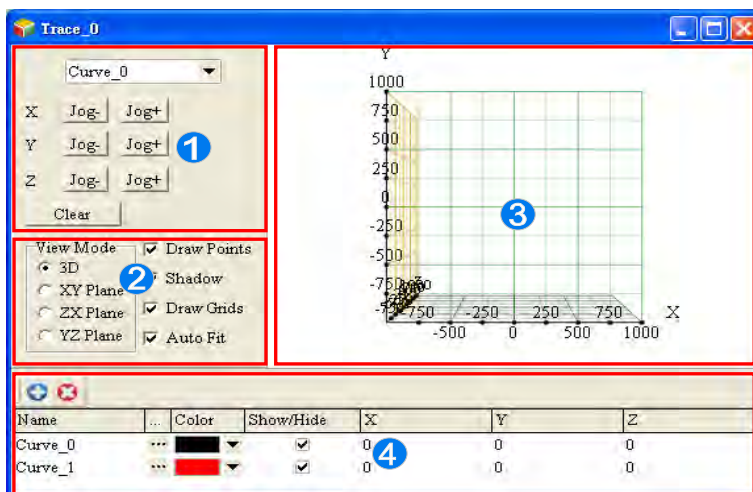 Trace_0
Curve_0
X Jog- Jog+
Y Jog- Jog+
Z Jog- Jog+
Clear
1
View Mode
3D
XY Plane
ZX Plane
YZ Plane
2
Draw Points
Shadow
Draw Grids
Auto Fit
Y
1000
750
500
250
0
-250
-500
-750
3
-750 -500 -250 0 250 500 750 1000 X
Name ... Color Show/Hide X Y Z
Curve_0 ... 0 0 0
Curve_1 ... 0 0 0
4